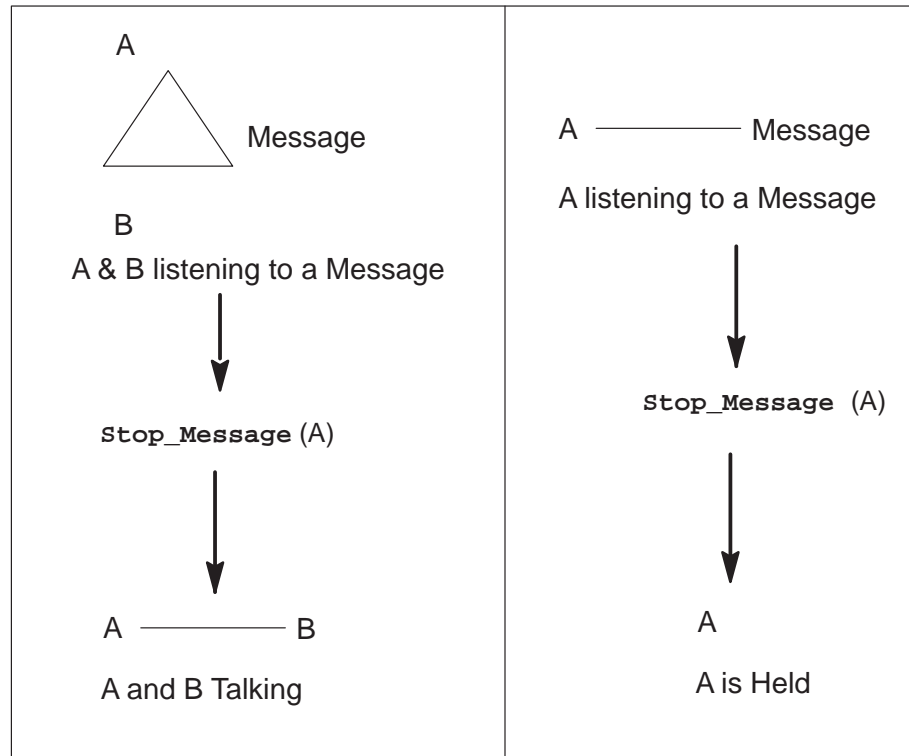 A
Message
B
A & B listening to a Message
Stop_Message (A)
A B
A and B Talking
A Message
A listening to a Message
Stop_Message (A)
A
A is Held